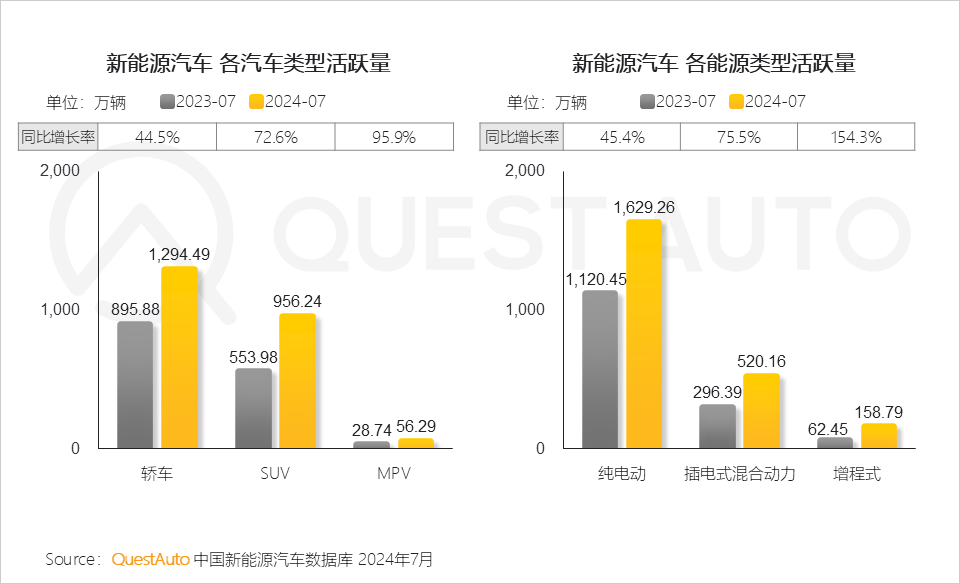 新能源汽车 各汽车类型活跃量
单位：万辆 2023-07 2024-07
同比增长率 44.5% 72.6% 95.9%
2,000
1,000
0
895.88 1,294.49
553.98 956.24
28.74 56.29
轿车 SUV MPV
新能源汽车 各能源类型活跃量
单位：万辆 2023-07 2024-07
同比增长率 45.4% 75.5% 154.3%
2,000
1,000
0
1,120.45 1,629.26
296.39 520.16
62.45 158.79
纯电动 插电式混合动力 增程式
QUEST AUTO
Source：QuestAuto 中国新能源汽车数据库 2024年7月